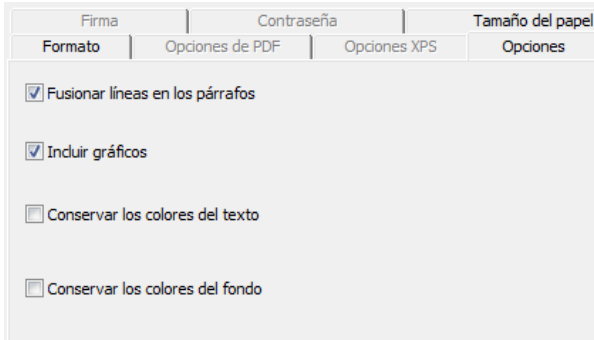 Firma Contraseña Tamaño del papel
Formato Opciones de PDF Opciones XPS Opciones
Fusionar líneas en los párrafos
Incluir gráficos
Conservar los colores del texto
Conservar los colores del fondo